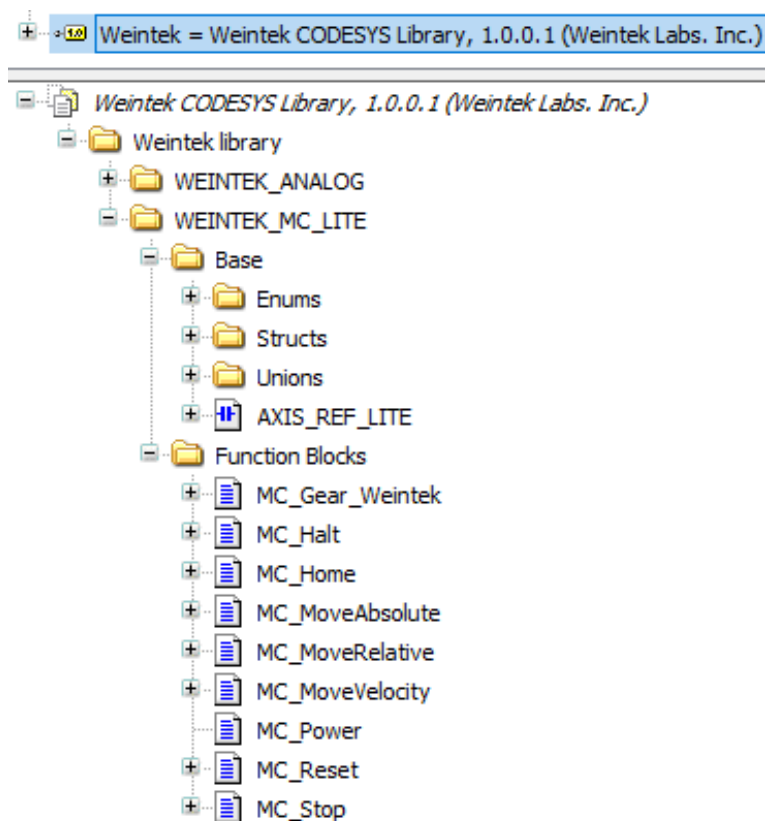 1.0 Weintek = Weintek CODESYS Library, 1.0.0.1 (Weintek Labs. Inc.)
Weintek CODESYS Library, 1.0.0.1 (Weintek Labs. Inc.)
Weintek library
WEINTEK_ANALOG
WEINTEK_MC_LITE
Base
Enums
Structs
Unions
AXIS_REF_LITE
Function Blocks
MC_Gear_Weintek
MC_Halt
MC_Home
MC_MoveAbsolute
MC_MoveRelative
MC_MoveVelocity
MC_Power
MC_Reset
MC_Stop